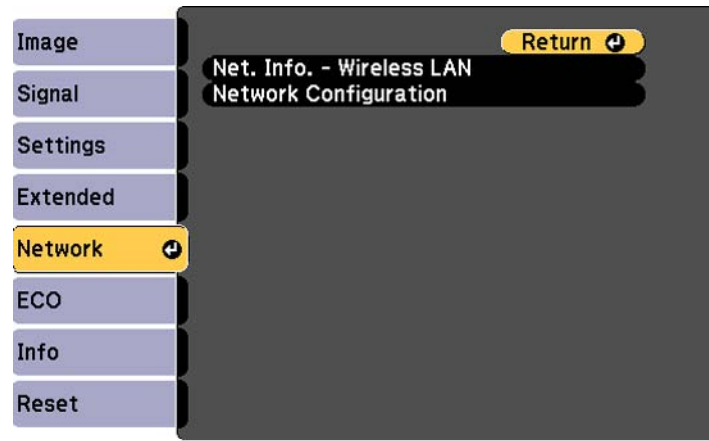 Image
Signal
Settings
Extended
Network
ECO
Info
Reset
Return
Net. Info. - Wireless LAN
Network Configuration